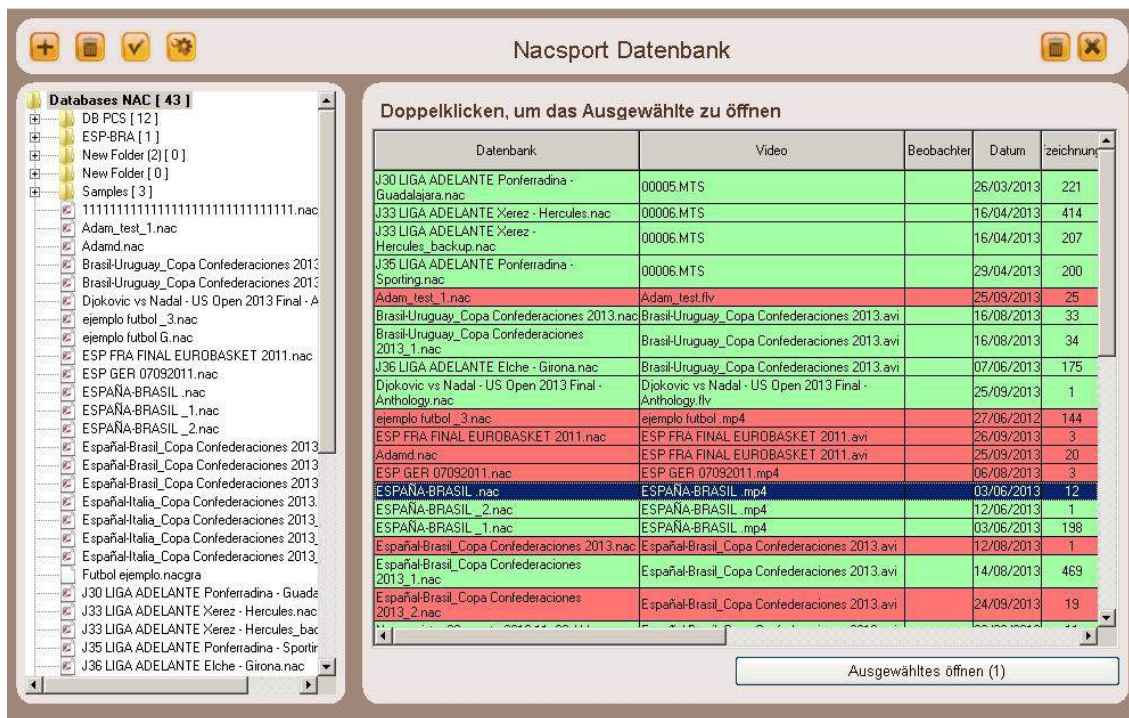 Nacsport Datenbank
Databases NAC [ 43 ]
DB PCS [ 12 ]
ESP-BRA [ 1 ]
New Folder (2) [ 0 ]
New Folder [ 0 ]
Samples [ 3 ]
Adam_test_1.nac
Adamd.nac
Brasil-Uruguay_Copa Confederaciones 2013
Brasil-Uruguay_Copa Confederaciones 2013
Djokovic vs Nadal - US Open 2013 Final - A
ejemplo futbol _3.nac
ejemplo futbol G.nac
ESP FRA FINAL EUROBASKET 2011.nac
ESP GER 07092011.nac
ESPAÑA-BRASIL .nac
ESPAÑA-BRASIL _1.nac
ESPAÑA-BRASIL _2.nac
Español-Brasil_Copa Confederaciones 2013_
Español-Brasil_Copa Confederaciones 2013
Español-Brasil_Copa Confederaciones 2013
Español-Italia_Copa Confederaciones 2013.
Español-Italia_Copa Confederaciones 2013_
Español-Italia_Copa Confederaciones 2013_
Español-Italia_Copa Confederaciones 2013_
Futbol ejemplo.nacgra
J30 LIGA ADELANTE Ponferradina - Guada
J33 LIGA ADELANTE Xerez - Hercules.nac
J33 LIGA ADELANTE Xerez - Hercules_bac
J35 LIGA ADELANTE Ponferradina - Sportir
J36 LIGA ADELANTE Elche - Girona.nac
Doppelklicken, um das Ausgewählte zu öffnen
Datenbank Video Beobachter Datum zeichnung
J30 LIGA ADELANTE Ponferradina -
Guadalajara.nac 00005.MTS 26/03/2013 221
J33 LIGA ADELANTE Xerez - Hercules.nac 00006.MTS 16/04/2013 414
J33 LIGA ADELANTE Xerez -
Hercules_backup.nac 00006.MTS 16/04/2013 207
J35 LIGA ADELANTE Ponferradina -
Sporting.nac 00006.MTS 29/04/2013 200
Adam_test_1.nac Adam_test.flv 25/09/2013 25
Brasil-Uruguay_Copa Confederaciones 2013.nac Brasil-Uruguay_Copa Confederaciones 2013.avi 16/08/2013 33
Brasil-Uruguay_Copa Confederaciones
2013_1.nac Brasil-Uruguay_Copa Confederaciones 2013.avi 16/08/2013 34
J36 LIGA ADELANTE Elche - Girona.nac Brasil-Uruguay_Copa Confederaciones 2013.avi 07/06/2013 175
Djokovic vs Nadal - US Open 2013 Final - Djokovic vs Nadal - US Open 2013 Final -
Anthology.nac Anthology.flv 25/09/2013 1
ejemplo futbol _3.nac ejemplo futbol .mp4 27/06/2012 144
ESP FRA FINAL EUROBASKET 2011.nac ESP FRA FINAL EUROBASKET 2011.avi 26/09/2013 3
Adamd.nac ESP FRA FINAL EUROBASKET 2011.avi 25/09/2013 20
ESP GER 07092011.nac ESP GER 07092011.mp4 06/08/2013 3
ESPAÑA-BRASIL .nac ESPAÑA-BRASIL .mp4 03/06/2013 12
ESPAÑA-BRASIL _2.nac ESPAÑA-BRASIL .mp4 12/06/2013 1
ESPAÑA-BRASIL _1.nac ESPAÑA-BRASIL .mp4 03/06/2013 198
Español-Brasil_Copa Confederaciones 2013.nac Español-Brasil_Copa Confederaciones 2013.avi 12/08/2013 1
Español-Brasil_Copa Confederaciones
2013_1.nac Español-Brasil_Copa Confederaciones 2013.avi 14/08/2013 469
Español-Brasil_Copa Confederaciones
2013_2.nac Español-Brasil_Copa Confederaciones 2013.avi 24/09/2013 19
Ausgewähltes öffnen (1)